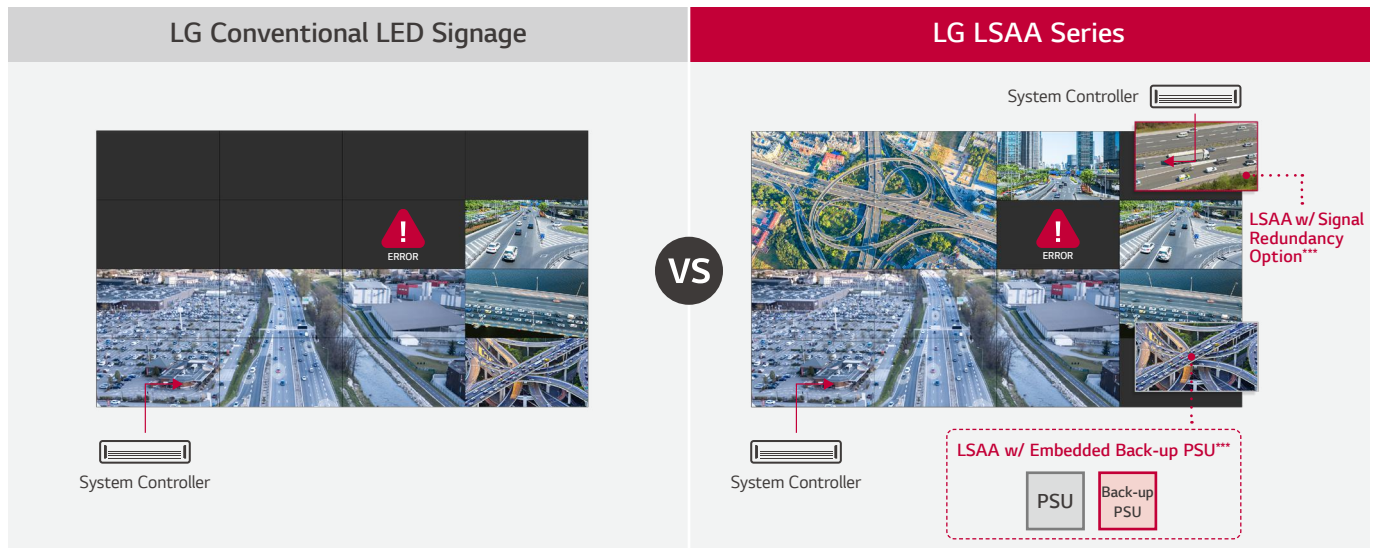 LG Conventional LED Signage
LG LSAA Series
!
ERROR
System Controller
VS
System Controller
!
ERROR
LSAA w/ Signal
Redundancy
Option***
System Controller
LSAA w/ Embedded Back-up PSU***
PSU
Back-up
PSU